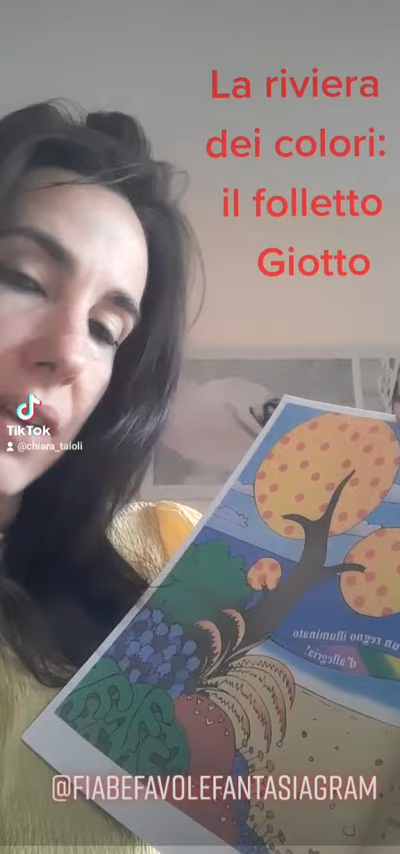 La riviera
dei colori:
il folletto
Giotto
TikTok
@chiara_taioli
un regno illuminato
d'allegria!
@FIABEFAVOLEFANTASIAGRAM